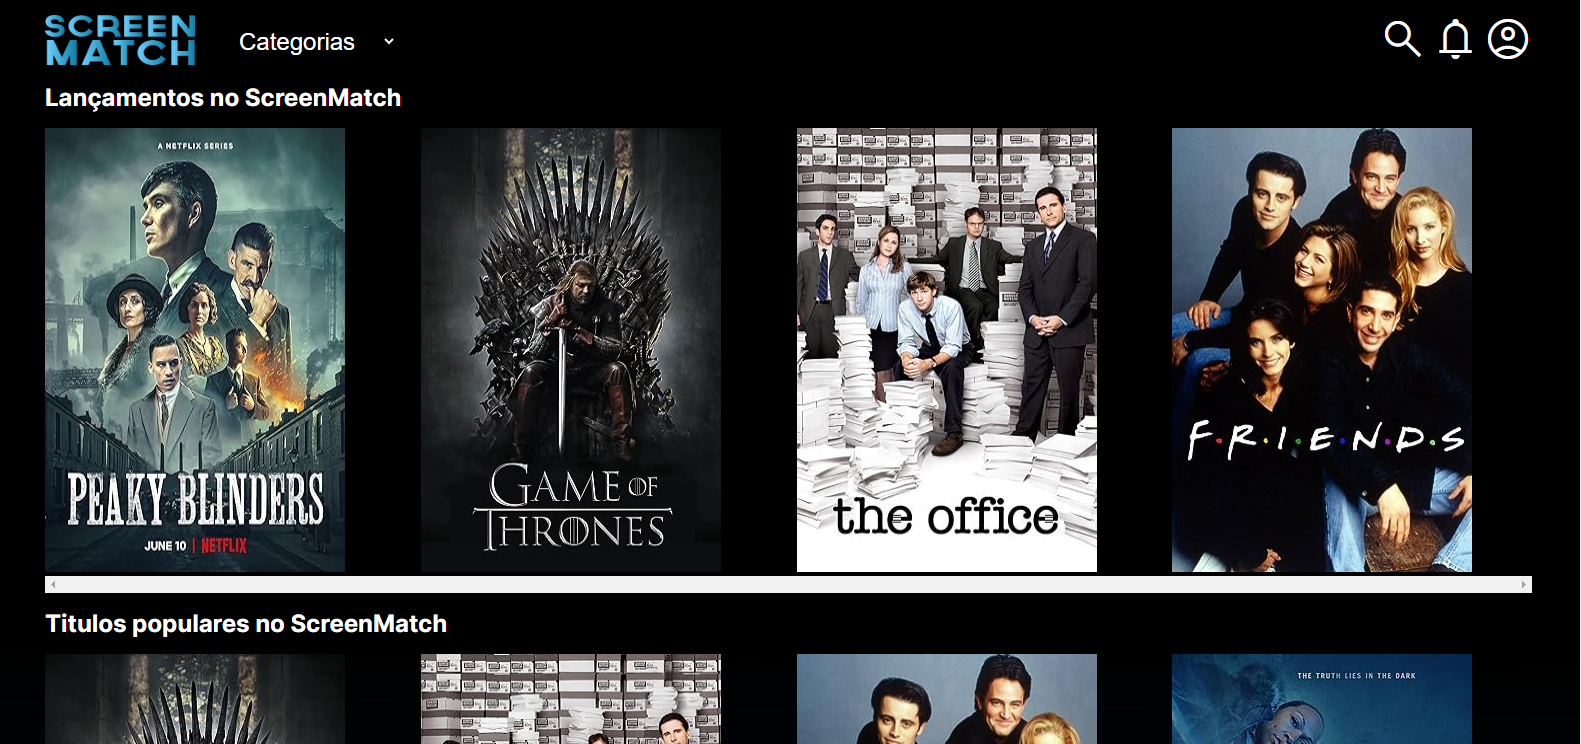 SCREEN
MATCH
Categorias
Lançamentos no ScreenMatch
A NETFLIX SERIES
PEAKY BLINDERS
JUNE 10 | NETFLIX
GAME OF
THRONES
the office
F·R·I·E·N·D·S
Titulos populares no ScreenMatch
THE TRUTH LIES IN THE DARK